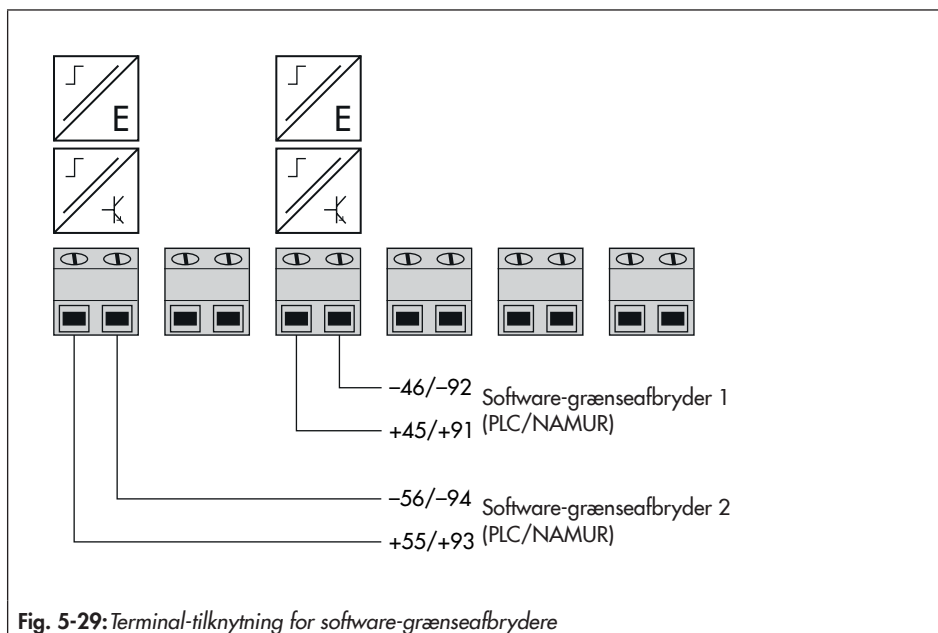 E
E
–46/–92
Software-grænseafbryder 1
+45/+91
(PLC/NAMUR)
–56/–94
Software-grænseafbryder 2
+55/+93
(PLC/NAMUR)
Fig. 5-29: Terminal-tilknytning for software-grænseafbrydere